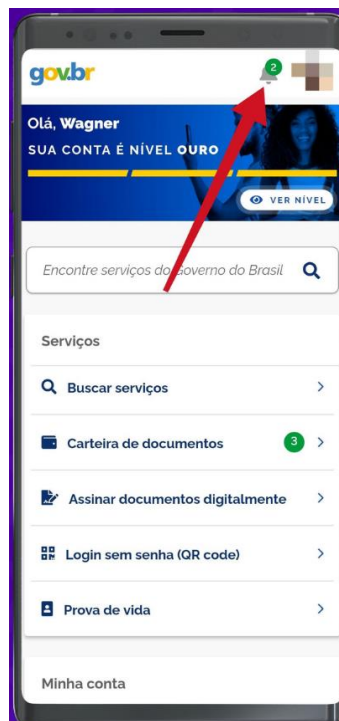 gov.br
2
Olá, Wagner
SUA CONTA É NÍVEL OURO
VER NÍVEL
Encontre serviços do Governo do Brasil
Serviços
Buscar serviços
Carteira de documentos 3
Assinar documentos digitalmente
Login sem senha (QR code)
Prova de vida
Minha conta